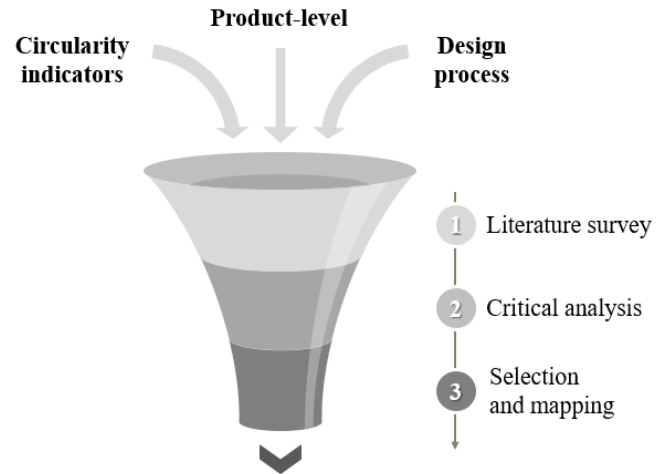 Product-level
Circularity
indicators
Design
process
1 Literature survey
2 Critical analysis
3 Selection
and mapping